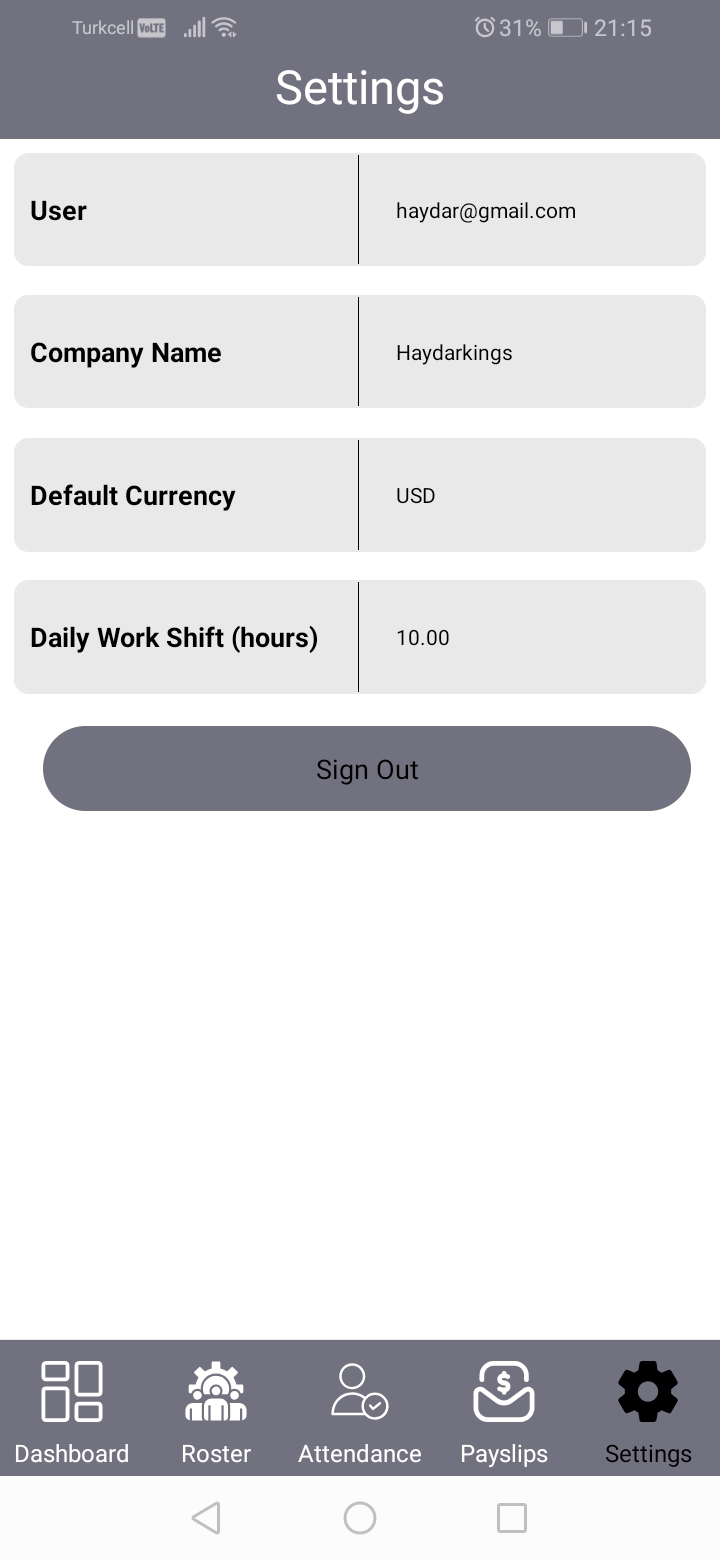 Turkcell VoLTE 31% 21:15
Settings
User haydar@gmail.com
Company Name Haydarkings
Default Currency USD
Daily Work Shift (hours) 10.00
Sign Out
$
Dashboard Roster Attendance Payslips Settings